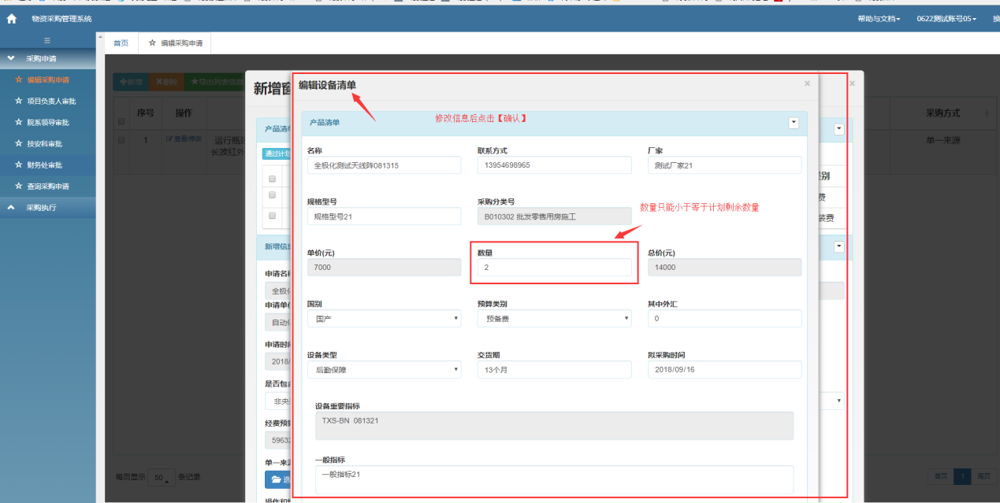 物资采购管理系统
帮助与文档
0622测试账号05
换
采购申请
编辑采购申请
项目负责人审批
院系领导审批
技安科审批
财务处审批
查询采购申请
采购执行
首页
编辑采购申请
新增
删除
导出列表信息
序号
操作
采购方式
1
查看/修改
单一来源
长波红外
新增窗
产品清单
通过计划
别
费
装费
新增信息
申请名称
全极化
申请单位
自动化
申请时间
2018/
是否包含
非央
经费预算
5963
单一来源
选
编辑设备清单
×
×
修改信息后点击【确认】
产品清单
名称
联系方式
厂家
全极化测试天线阵081315
13954698965
测试厂家21
规格型号
采购分类号
规格型号21
B010302 批发零售用房施工
数量只能小于等于计划剩余数量
单价(元)
数量
总价(元)
7000
2
14000
国别
预算类别
其中外汇
国产
预备费
0
设备类型
交货期
拟采购时间
后勤保障
13个月
2018/09/16
设备重要指标
TXS-BN 081321
一般指标
一般指标21
每页显示
50
条记录
首页
1
尾页